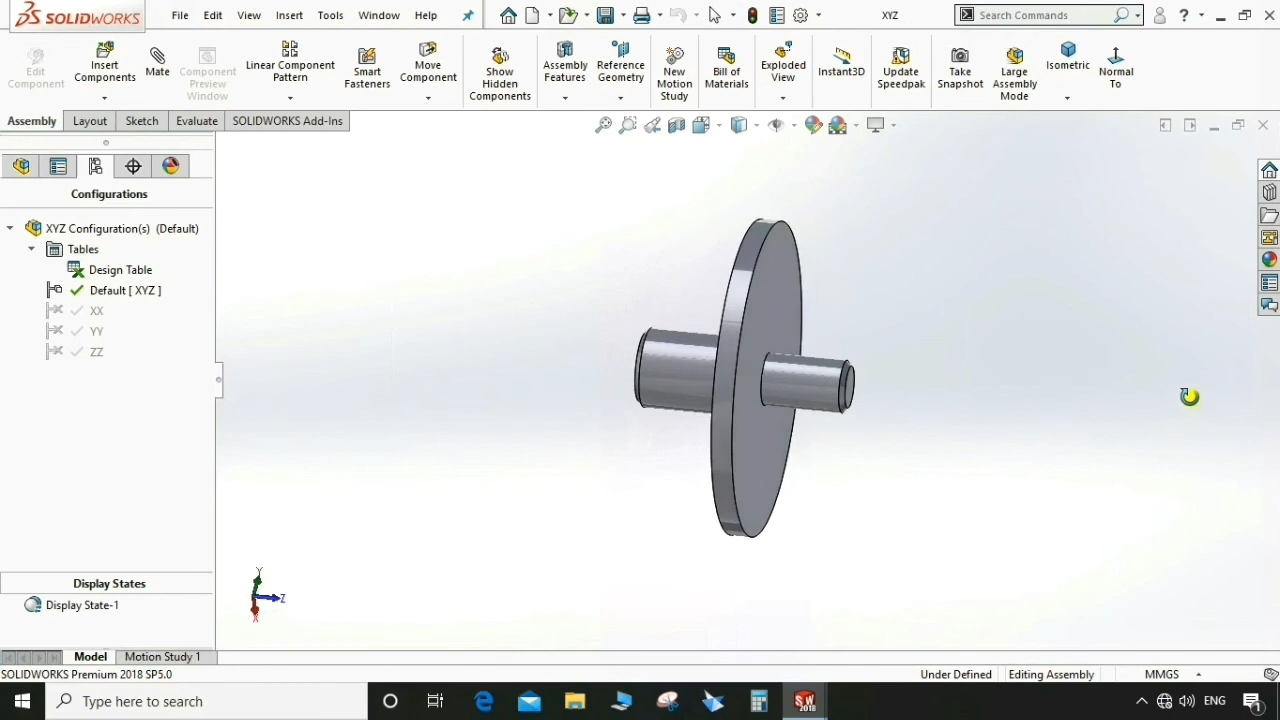 SOLIDWORKS File Edit View Insert Tools Window Help XYZ Search Commands ?
Edit Component
Insert Components
Mate
Component Preview Window
Linear Component Pattern
Smart Fasteners
Move Component
Show Hidden Components
Assembly Features
Reference Geometry
New Motion Study
Bill of Materials
Exploded View
Instant3D
Update Speedpak
Take Snapshot
Large Assembly Mode
Isometric
Normal To
Assembly Layout Sketch Evaluate SOLIDWORKS Add-Ins
Configurations
XYZ Configuration(s) (Default)
Tables
Design Table
Default [ XYZ ]
XX
YY
ZZ
Y
Z
X
Display States
Display State-1
Model Motion Study 1
SOLIDWORKS Premium 2018 SP5.0 Under Defined Editing Assembly MMGS
Type here to search ENG